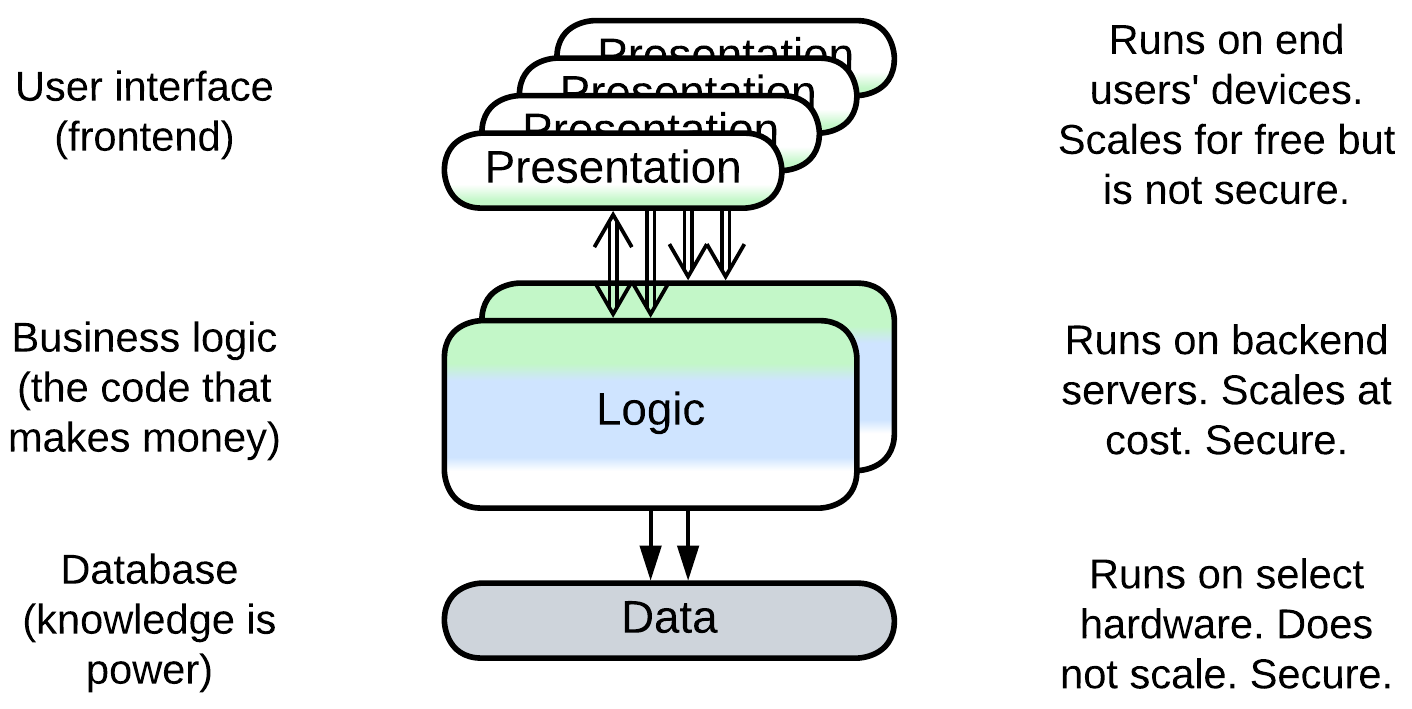 User interface
(frontend)
Presentation
Presentation
Presentation
Presentation
Runs on end
users' devices.
Scales for free but
is not secure.
Business logic
(the code that
makes money)
Logic
Runs on backend
servers. Scales at
cost. Secure.
Database
(knowledge is
power)
Data
Runs on select
hardware. Does
not scale. Secure.